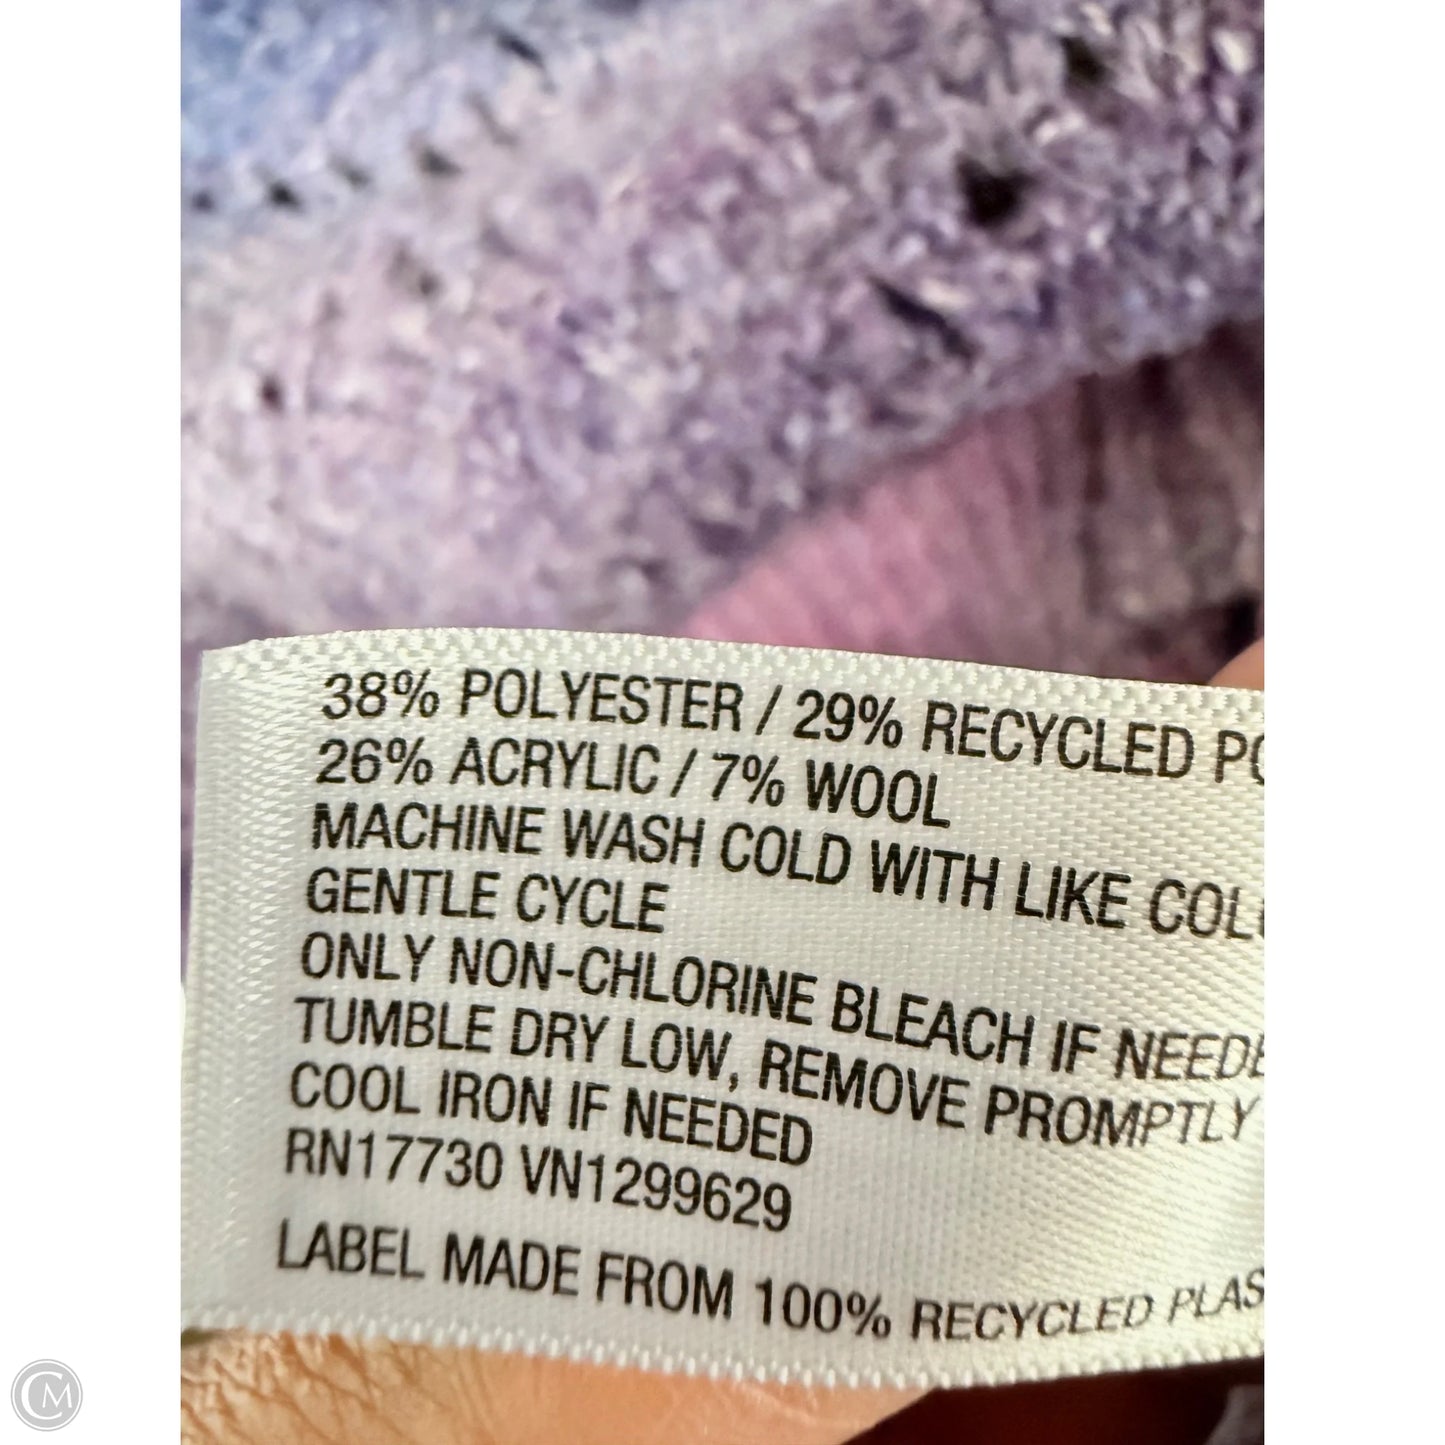 38% POLYESTER / 29% RECYCLED
26% ACRYLIC / 7% WOOL
MACHINE WASH COLD WITH LIKE
GENTLE CYCLE
ONLY NON-CHLORINE BLEACH IF
TUMBLE DRY LOW, REMOVE PROMPTLY
COOL IRON IF NEEDED
RN17730 VN1299629
LABEL MADE FROM 100% RECYCLED
CM